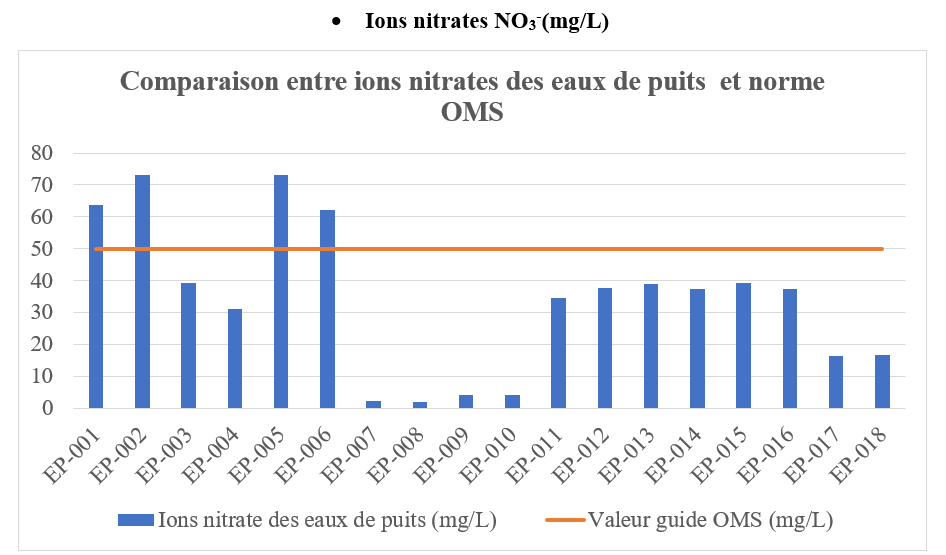 • Ions nitrates NO₃⁻(mg/L)
Comparaison entre ions nitrates des eaux de puits et norme
OMS
80
70
60
50
40
30
20
10
0
EP-001 EP-002 EP-003 EP-004 EP-005 EP-006 EP-007 EP-008 EP-009 EP-010 EP-011 EP-012 EP-013 EP-014 EP-015 EP-016 EP-017 EP-018
Ions nitrate des eaux de puits (mg/L) Valeur guide OMS (mg/L)